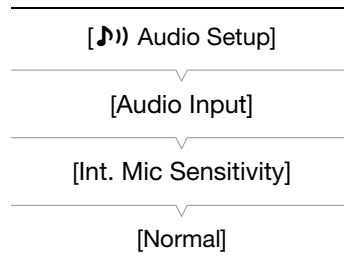 [♪)) Audio Setup]
[Audio Input]
[Int. Mic Sensitivity]
[Normal]